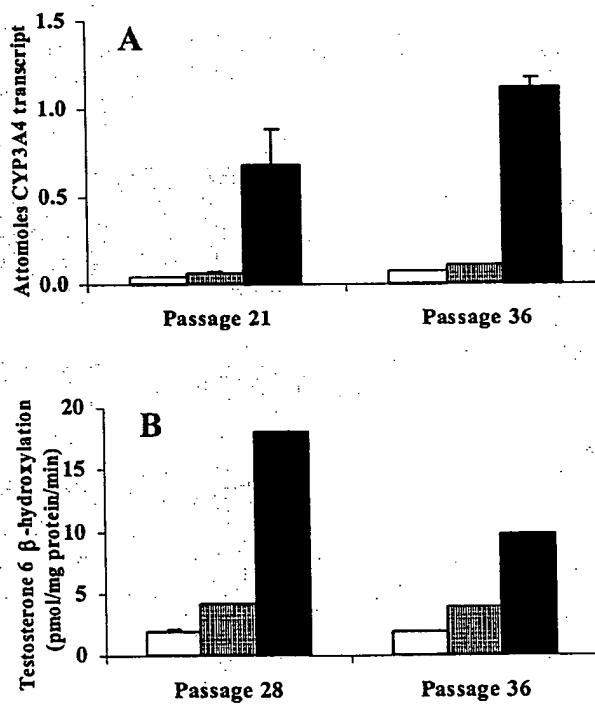 A
Attomoles CYP3A4 transcript
1.5
1.0
0.5
0.0
Passage 21
Passage 36
B
Testosterone 6 β-hydroxylation
(pmol/mg protein/min)
20
15
10
5
0
Passage 28
Passage 36